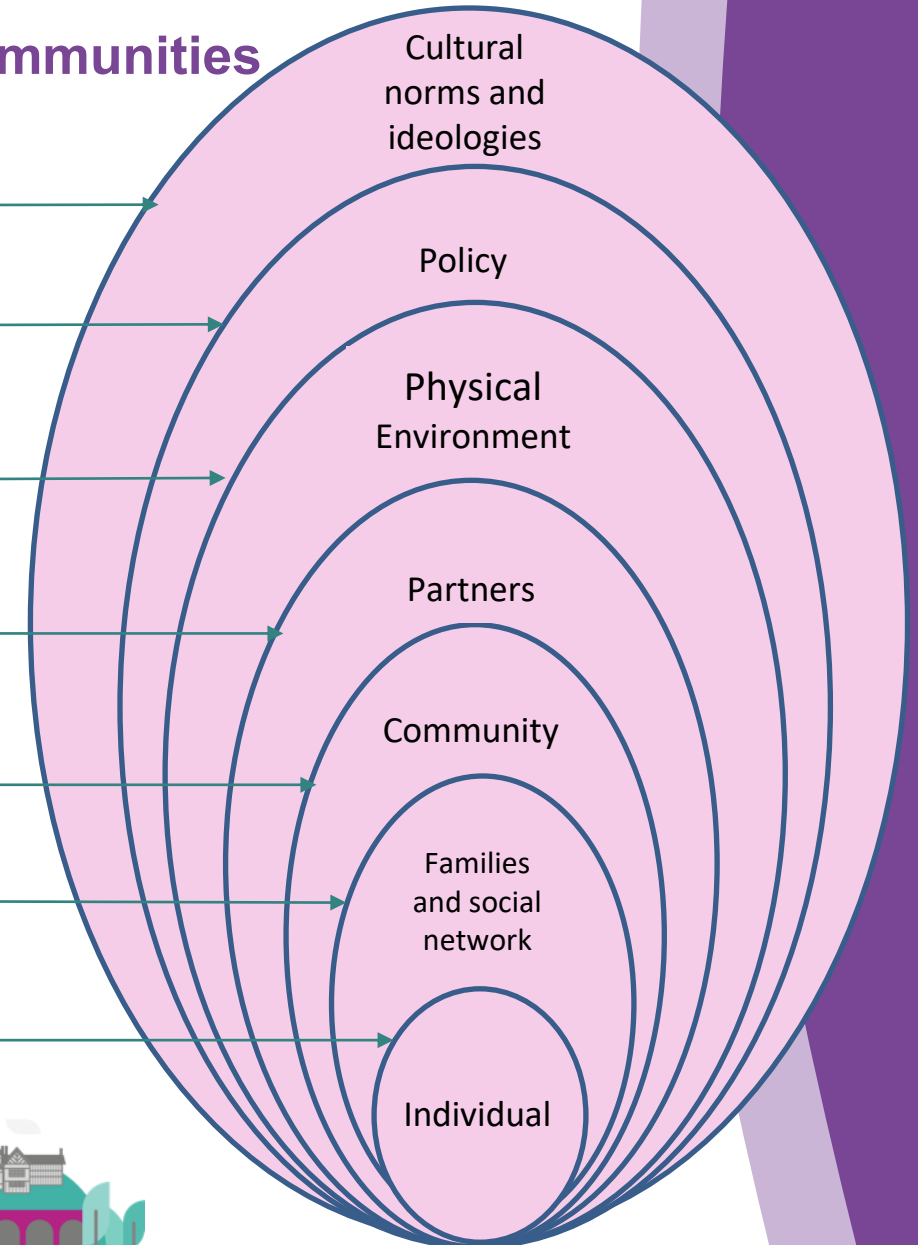 mmunities
Cultural
norms and
ideologies
Policy
Physical
Environment
Partners
Community
Families
and social
network
Individual